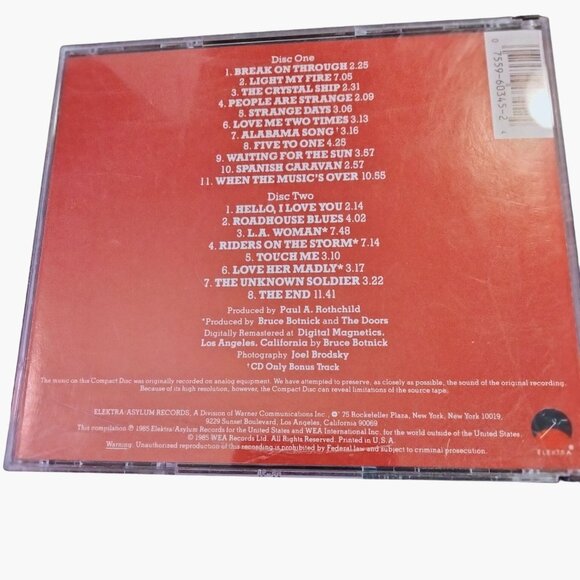 Disc One
1. BREAK ON THROUGH 2.25
2. LIGHT MY FIRE 7.05
3. THE CRYSTAL SHIP 2.31
4. PEOPLE ARE STRANGE 2.09
5. STRANGE DAYS 3.06
6. LOVE ME TWO TIMES 3.13
7. ALABAMA SONG † 3.16
8. FIVE TO ONE 4.25
9. WAITING FOR THE SUN 3.57
10. SPANISH CARAVAN 2.57
11. WHEN THE MUSIC'S OVER 10.55
Disc Two
1. HELLO, I LOVE YOU 2.14
2. ROADHOUSE BLUES 4.02
3. L.A. WOMAN* 7.48
4. RIDERS ON THE STORM* 7.14
5. TOUCH ME 3.10
6. LOVE HER MADLY* 3.17
7. THE UNKNOWN SOLDIER 3.22
8. THE END 11.41
Produced by Paul A. Rothchild
*Produced by Bruce Botnick and The Doors
Digitally Remastered at Digital Magnetics,
Los Angeles, California by Bruce Botnick
Photography Joel Brodsky
†CD Only Bonus Track
The music on this Compact Disc was originally recorded on analog equipment. We have attempted to preserve, as closely as possible, the sound of the original recording.
Because of its high resolution, however, the Compact Disc can reveal limitations of the source tape.
ELEKTRA/ASYLUM RECORDS, A Division of Warner Communications Inc. 75 Rockefeller Plaza, New York, New York 10019,
9229 Sunset Boulevard, Los Angeles, California 90069
This compilation ℗ 1985 Elektra/Asylum Records for the United States and WEA International Inc. for the world outside of the United States.
© 1985 WEA Records Ltd. All Rights Reserved. Printed in U.S.A.
Warning: Unauthorized reproduction of this recording is prohibited by Federal law and subject to criminal prosecution.
0 7559-60345-2 4
ELEKTRA